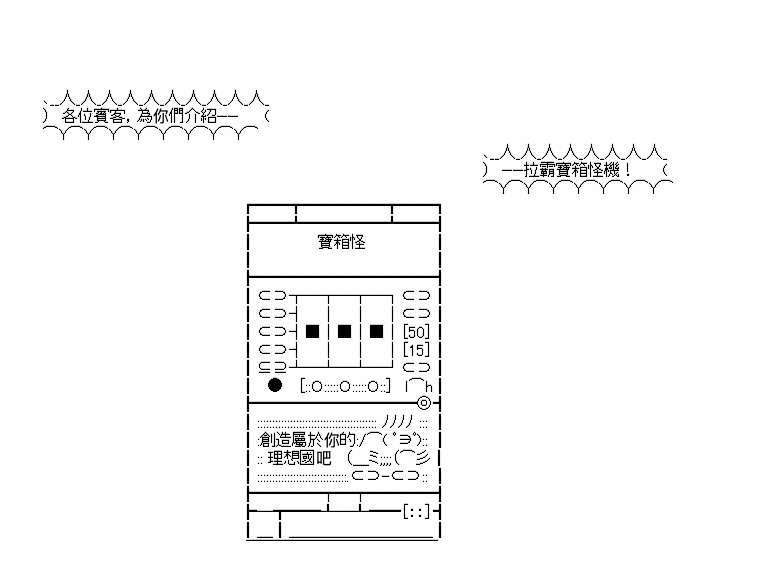 各位賓客，為你們介紹——
——拉霸寶箱怪機！
寶箱怪
[50]
[15]
創造屬於你的
理想國吧